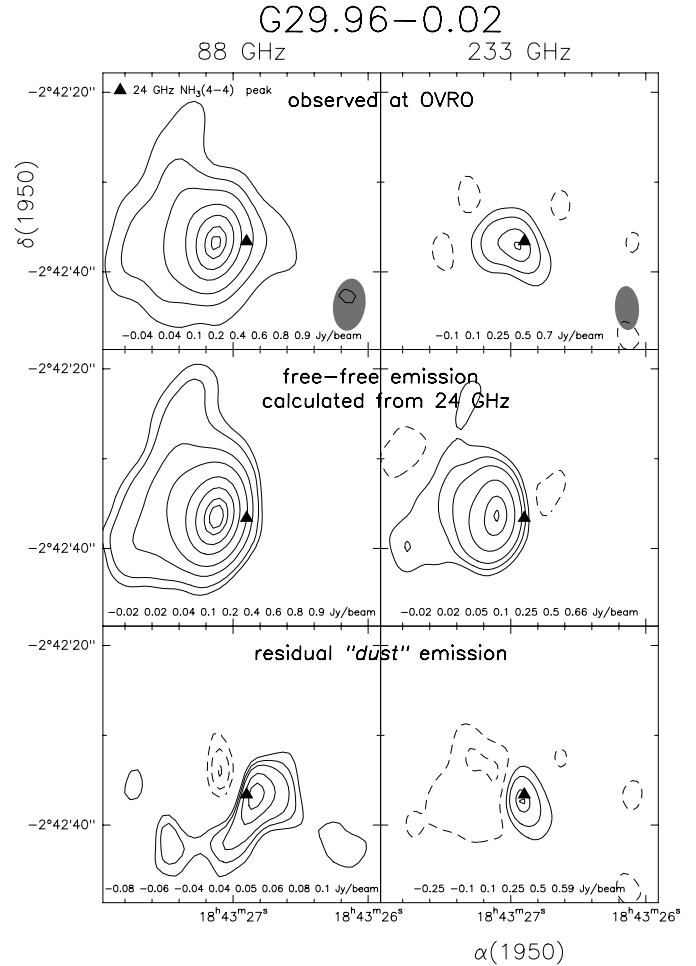 G29.96−0.02
88 GHz 233 GHz
−2°42'20''
▲ 24 GHz NH₃(4−4) peak
observed at OVRO
δ(1950)
−2°42'40''
−0.04 0.04 0.1 0.2 0.4 0.6 0.8 0.9 Jy/beam
−0.1 0.1 0.25 0.5 0.7 Jy/beam
−2°42'20''
free−free emission
calculated from 24 GHz
−2°42'40''
−0.02 0.02 0.04 0.1 0.2 0.4 0.6 0.8 0.9 Jy/beam
−0.02 0.02 0.05 0.1 0.25 0.5 0.66 Jy/beam
−2°42'20''
residual "dust" emission
−2°42'40''
−0.08 −0.06 −0.04 0.04 0.05 0.06 0.08 0.1 Jy/beam
−0.25 −0.1 0.1 0.25 0.5 0.59 Jy/beam
18ʰ43ᵐ27ˢ 18ʰ43ᵐ26ˢ 18ʰ43ᵐ27ˢ 18ʰ43ᵐ26ˢ
α(1950)